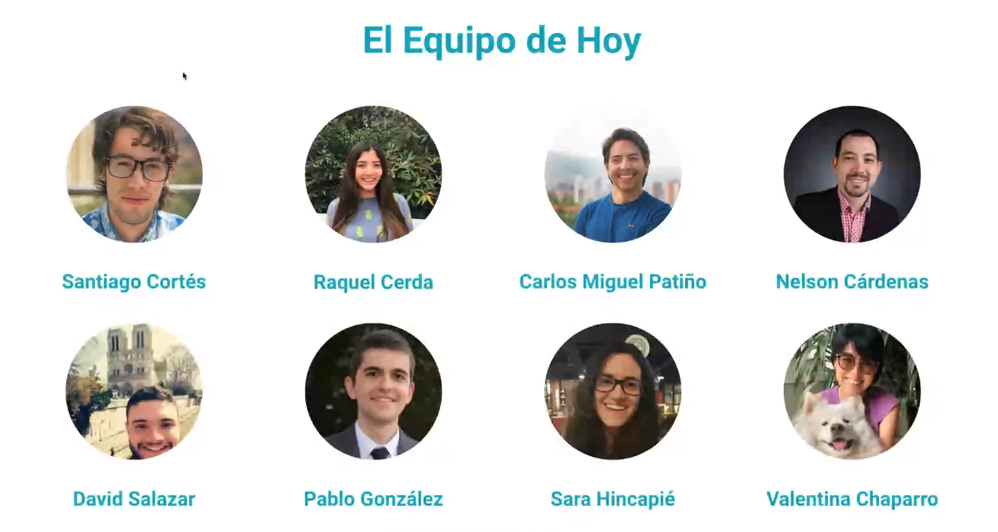 El Equipo de Hoy
Santiago Cortés
Raquel Cerda
Carlos Miguel Patiño
Nelson Cárdenas
David Salazar
Pablo González
Sara Hincapié
Valentina Chaparro